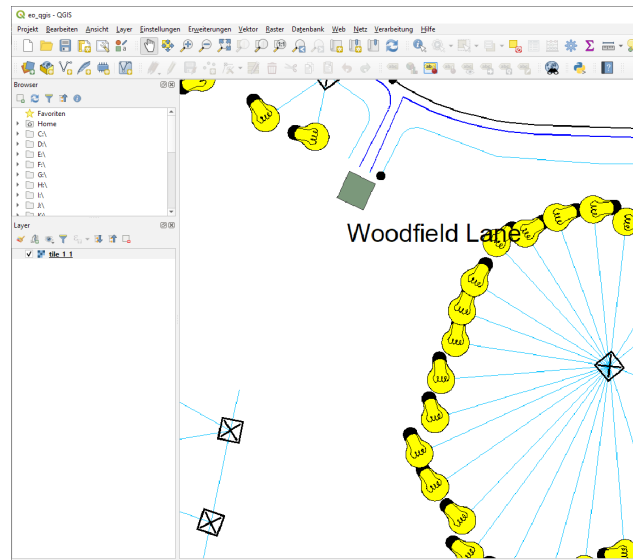 eo_qgis - QGIS
Projekt Bearbeiten Ansicht Layer Einstellungen Erweiterungen Vektor Raster Datenbank Web Netz Verarbeitung Hilfe
Browser
Favoriten
Home
C:\
D:\
E:\
F:\
G:\
H:\
I:\
J:\
K:\
Layer
tile_1_1
Woodfield Lane